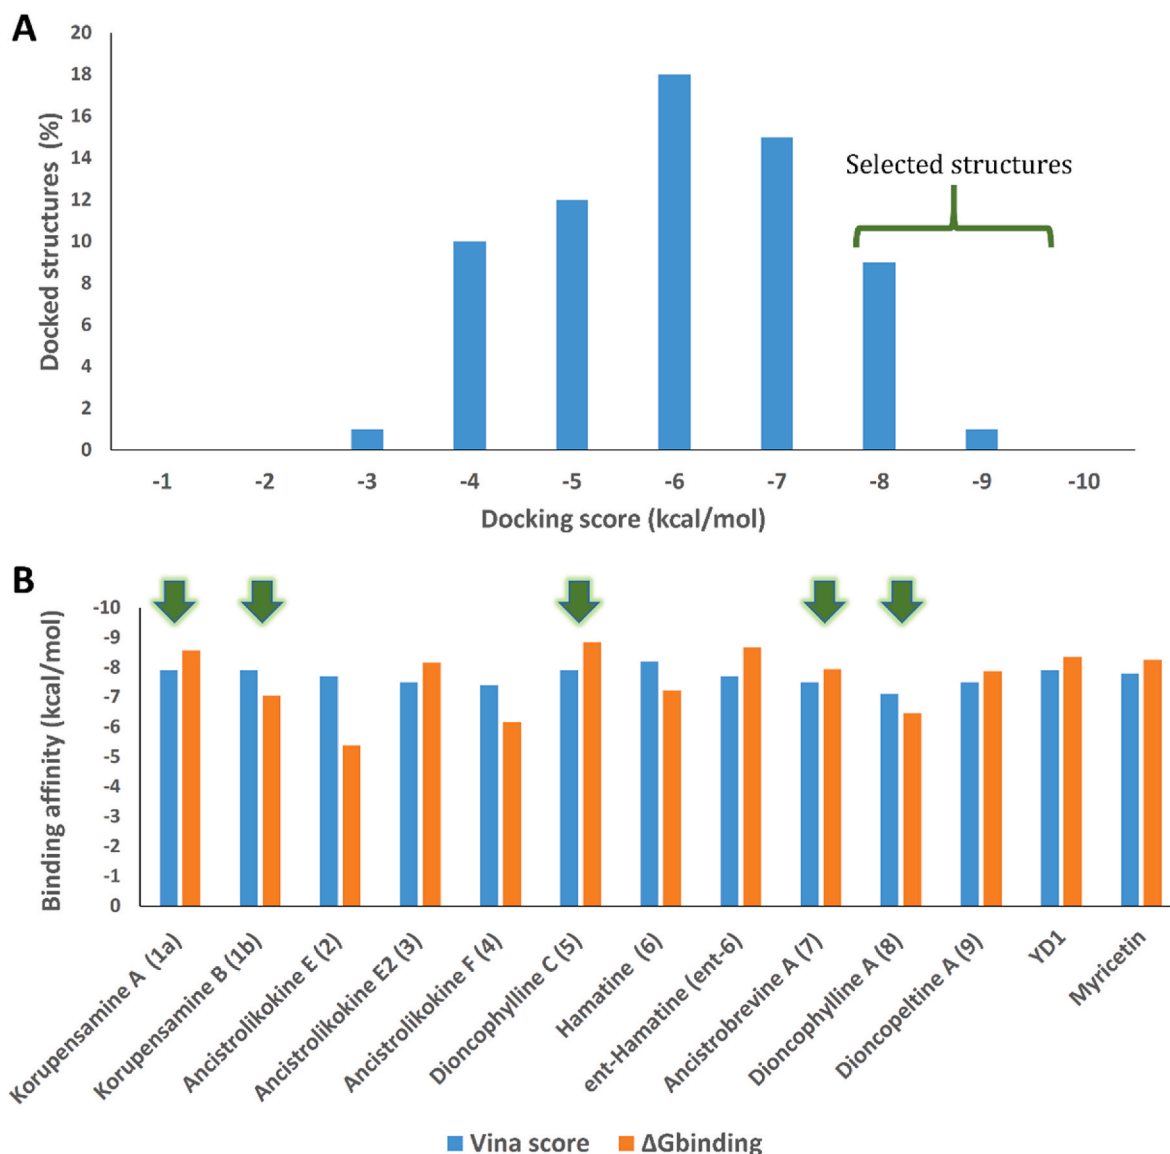 A
20
18
16
14
12
10
8
6
4
2
0
Docked structures (%)
Selected structures
-1 -2 -3 -4 -5 -6 -7 -8 -9 -10
Docking score (kcal/mol)
B
-10
-9
-8
-7
-6
-5
-4
-3
-2
-1
0
Binding affinity (kcal/mol)
Korupensamine A (1a)
Korupensamine B (1b)
Ancistrolikokine E (2)
Ancistrolikokine E2 (3)
Ancistrolikokine F (4)
Dioncophylline C (5)
Hamatine (6)
ent-Hamatine (ent-6)
Ancistrobrevine A (7)
Dioncophylline A (8)
Dioncopeltine A (9)
YD1
Myricetin
Vina score ΔGbinding